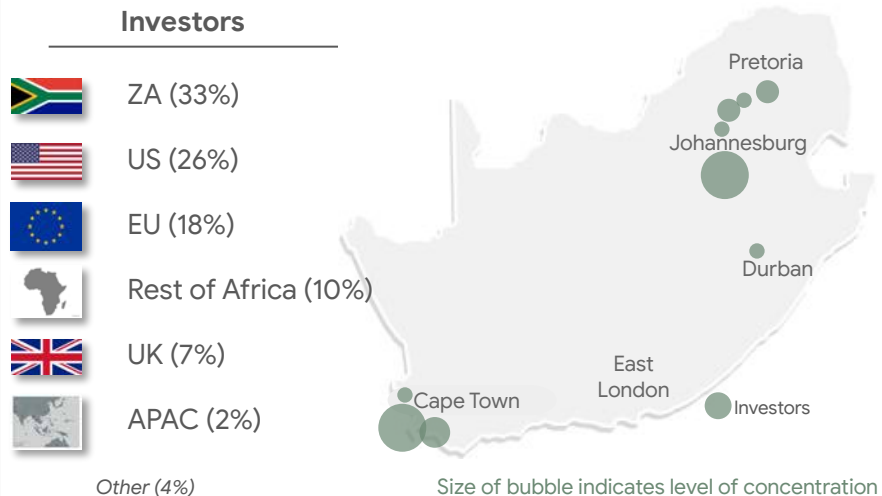 Investors
ZA (33%)
US (26%)
EU (18%)
Rest of Africa (10%)
UK (7%)
APAC (2%)
Other (4%)
Pretoria
Johannesburg
Durban
East
London
Cape Town
Investors
Size of bubble indicates level of concentration